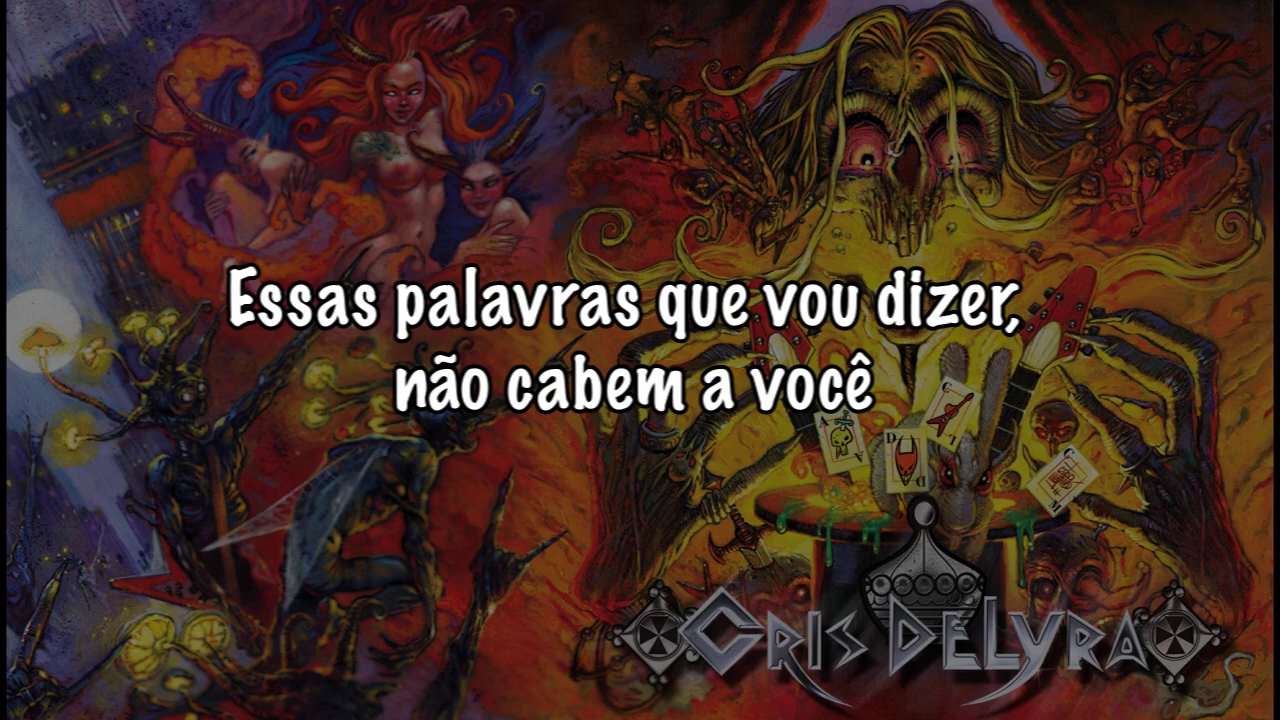 Essas palavras que vou dizer,
não cabem a você
Cris DeLyra